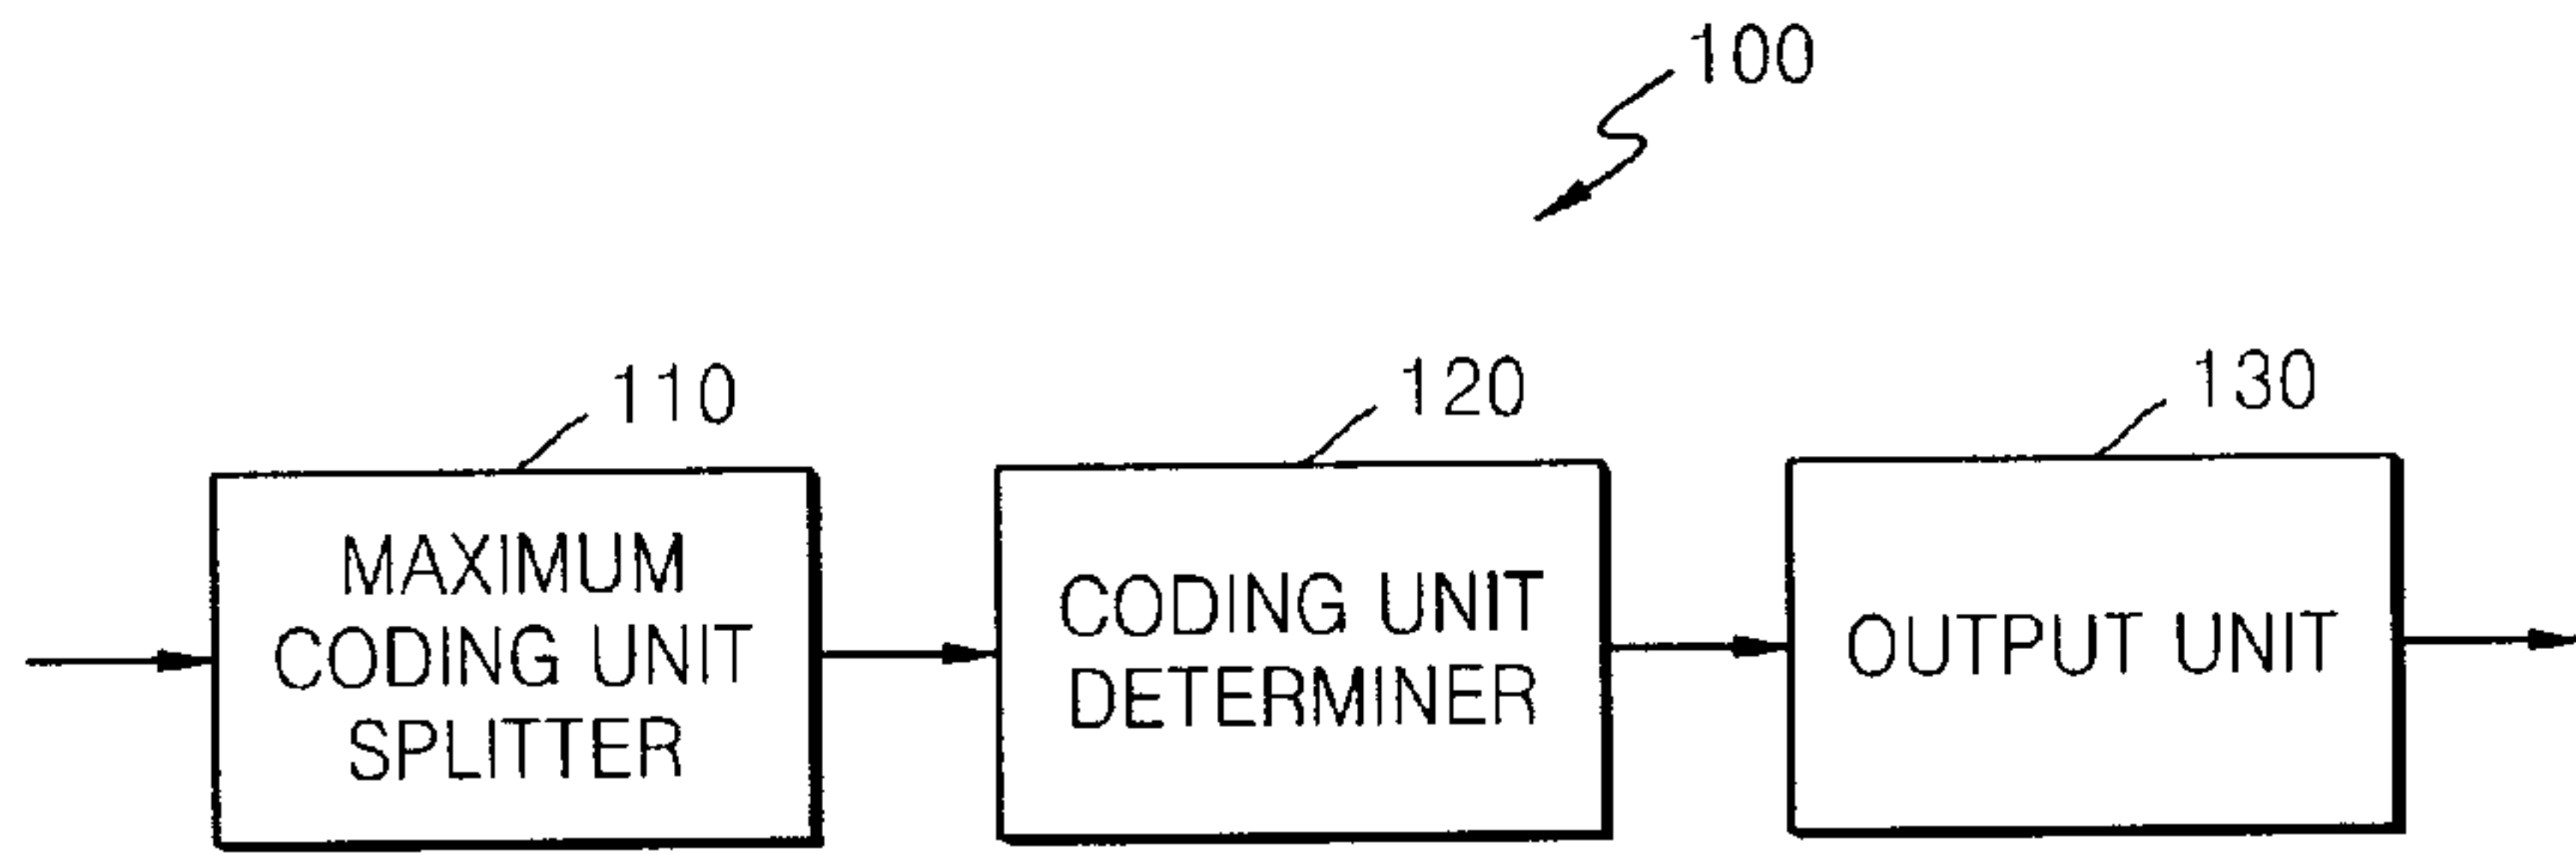 100
110
120
130
MAXIMUM
CODING UNIT
SPLITTER
CODING UNIT
DETERMINER
OUTPUT UNIT